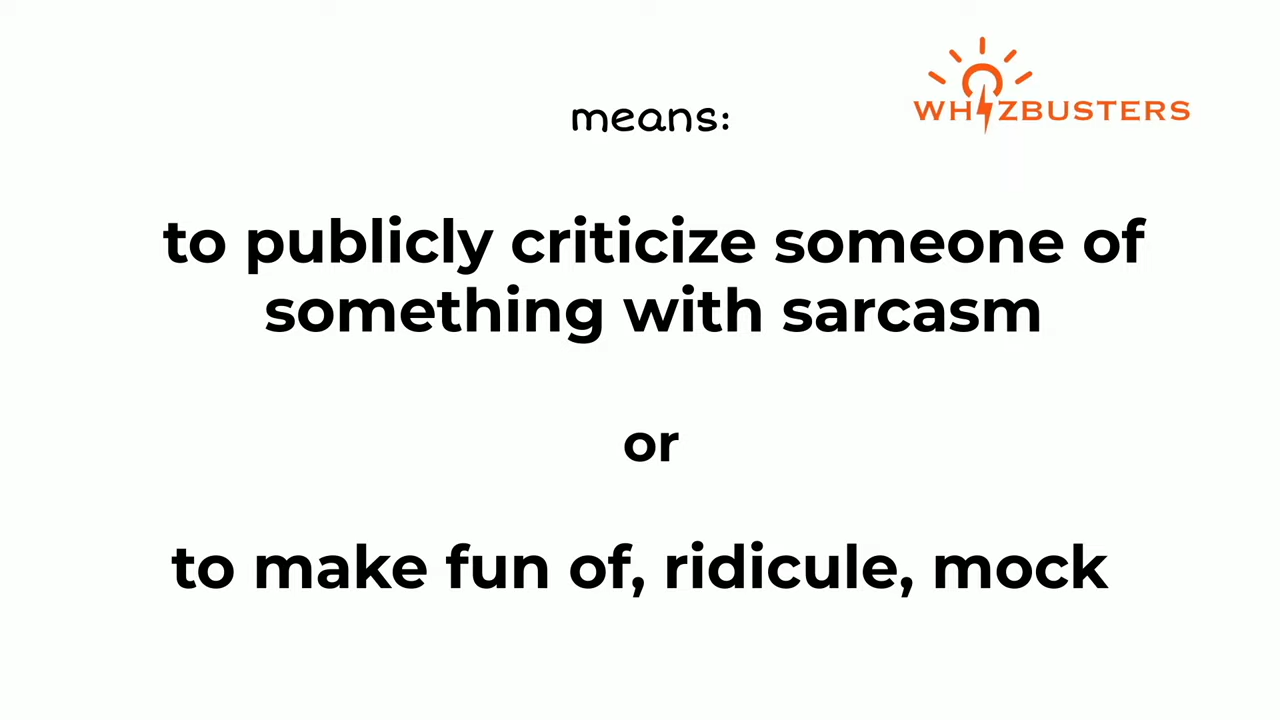 means:
WHIZBUSTERS
to publicly criticize someone of
something with sarcasm
or
to make fun of, ridicule, mock